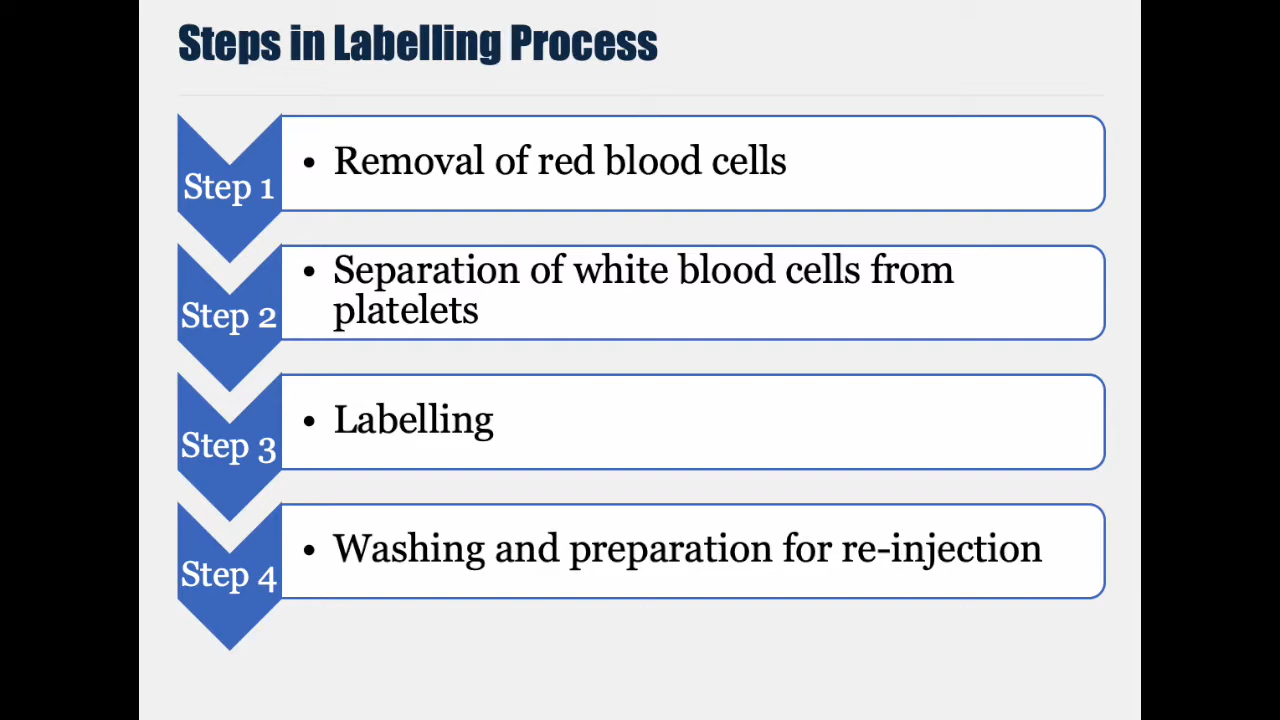 Steps in Labelling Process
Step 1
• Removal of red blood cells
Step 2
• Separation of white blood cells from
platelets
Step 3
• Labelling
Step 4
• Washing and preparation for re-injection